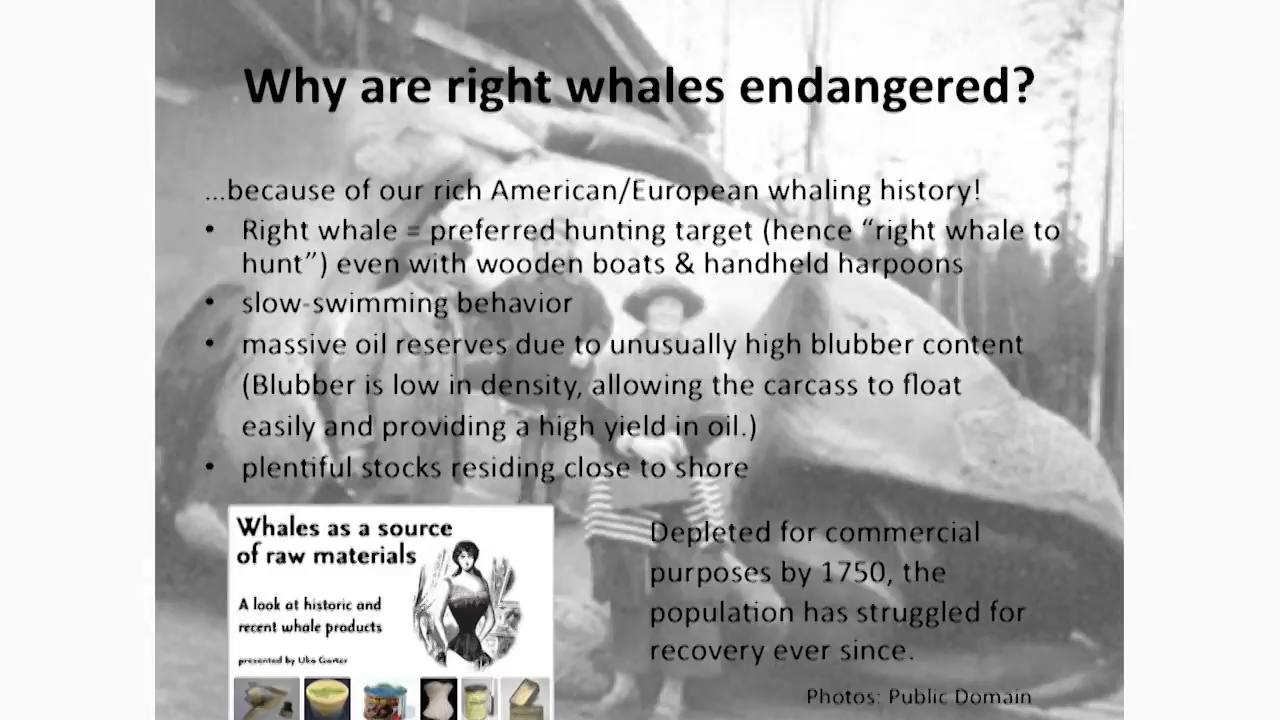 Why are right whales endangered?
...because of our rich American/European whaling history!
• Right whale = preferred hunting target (hence “right whale to
hunt”) even with wooden boats & handheld harpoons
• slow-swimming behavior
• massive oil reserves due to unusually high blubber content
(Blubber is low in density, allowing the carcass to float
easily and providing a high yield in oil.)
• plentiful stocks residing close to shore
Whales as a source
of raw materials
A look at historic and
recent whale products
presented by Uko Gorter
Depleted for commercial
purposes by 1750, the
population has struggled for
recovery ever since.
Photos: Public Domain